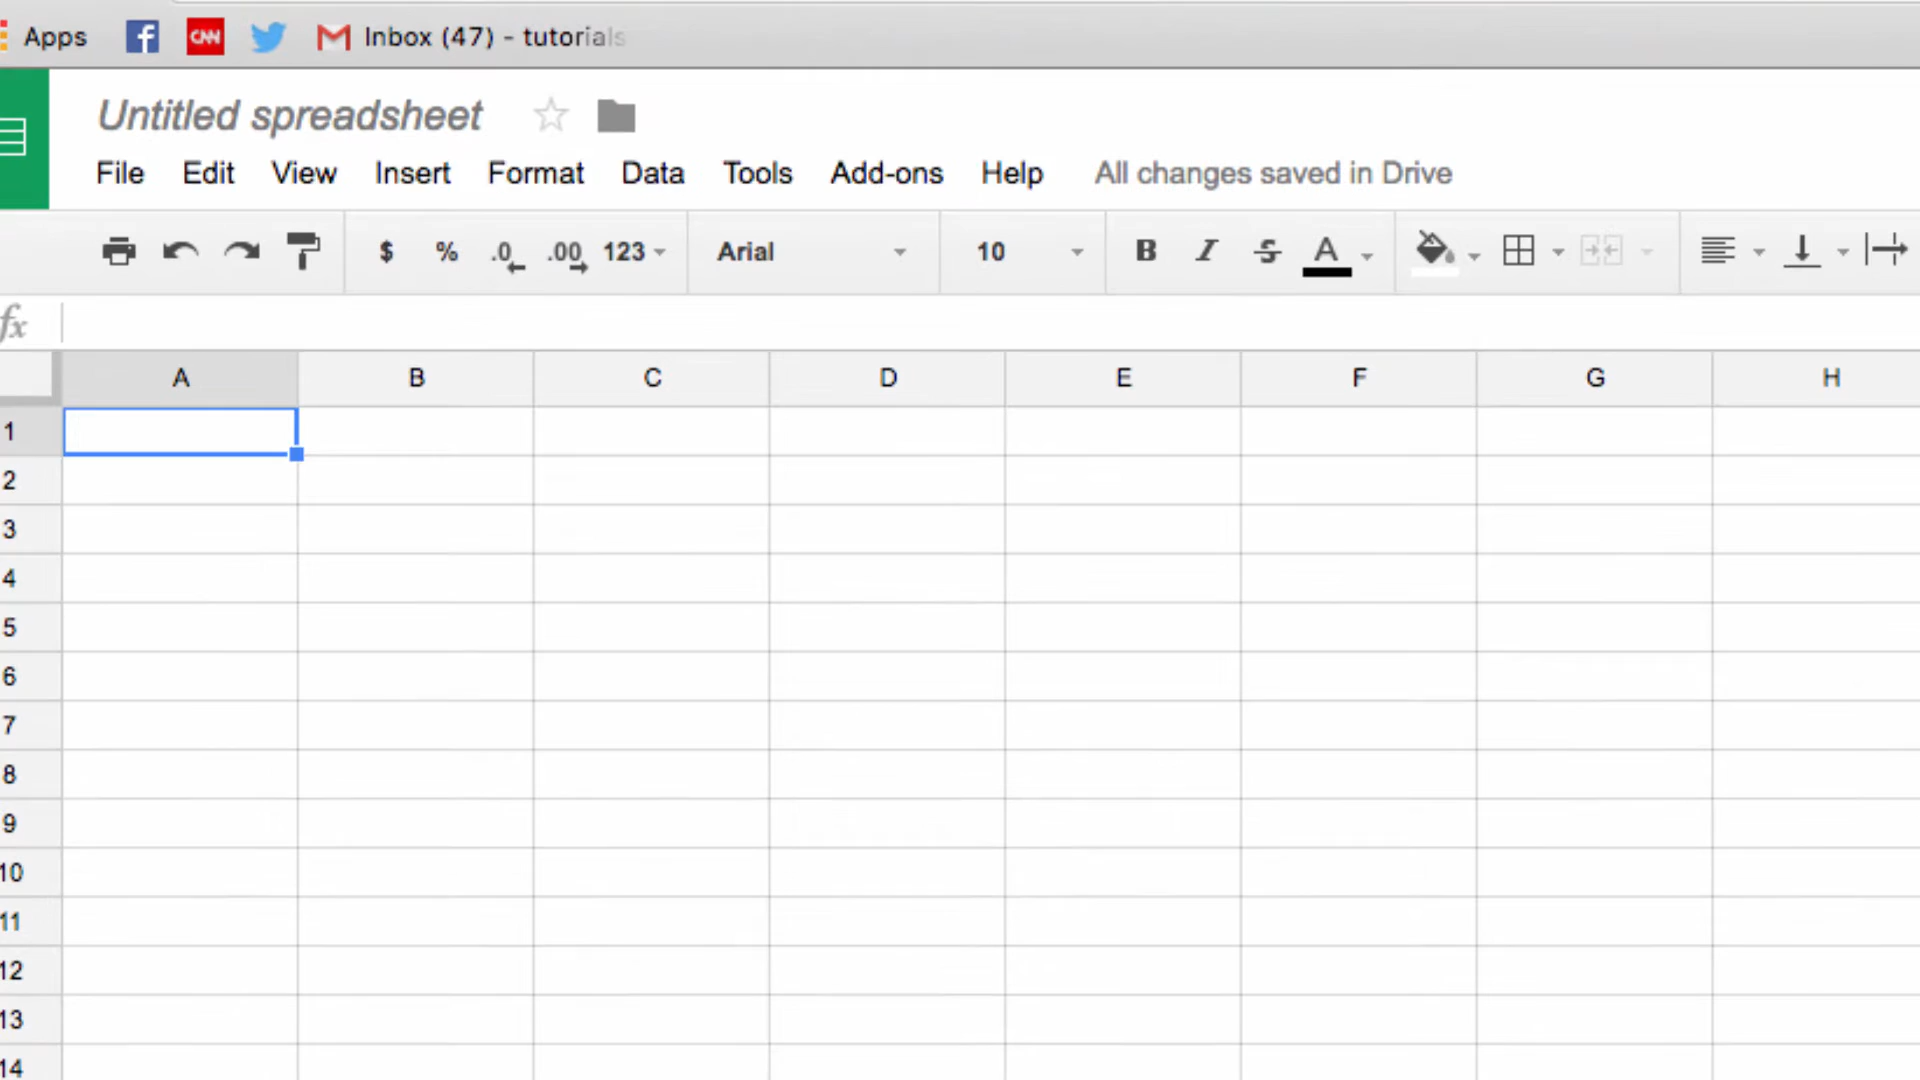 Apps CNN Inbox (47) - tutorials
Untitled spreadsheet
File Edit View Insert Format Data Tools Add-ons Help All changes saved in Drive
$ % .0 .00 123 Arial 10 B I S A
fx
A B C D E F G H
1
2
3
4
5
6
7
8
9
10
11
12
13
14